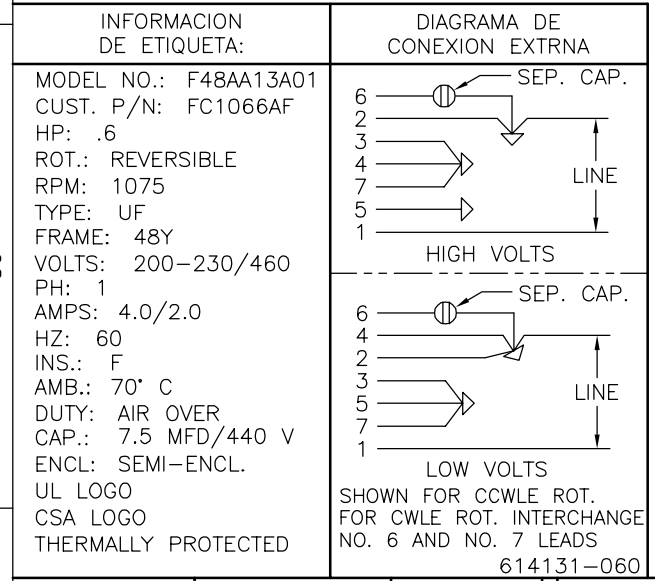 INFORMACION
DE ETIQUETA:
MODEL NO.: F48AA13A01
CUST. P/N: FC1066AF
HP: .6
ROT.: REVERSIBLE
RPM: 1075
TYPE: UF
FRAME: 48Y
VOLTS: 200-230/460
PH: 1
AMPS: 4.0/2.0
HZ: 60
INS.: F
AMB.: 70° C
DUTY: AIR OVER
CAP.: 7.5 MFD/440 V
ENCL: SEMI-ENCL.
UL LOGO
CSA LOGO
THERMALLY PROTECTED
DIAGRAMA DE
CONEXION EXTRNA
SEP. CAP.
6
2
3
4
7
5
1
LINE
HIGH VOLTS
SEP. CAP.
6
4
2
3
5
7
1
LINE
LOW VOLTS
SHOWN FOR CCWLE ROT.
FOR CWLE ROT. INTERCHANGE
NO. 6 AND NO. 7 LEADS
614131-060